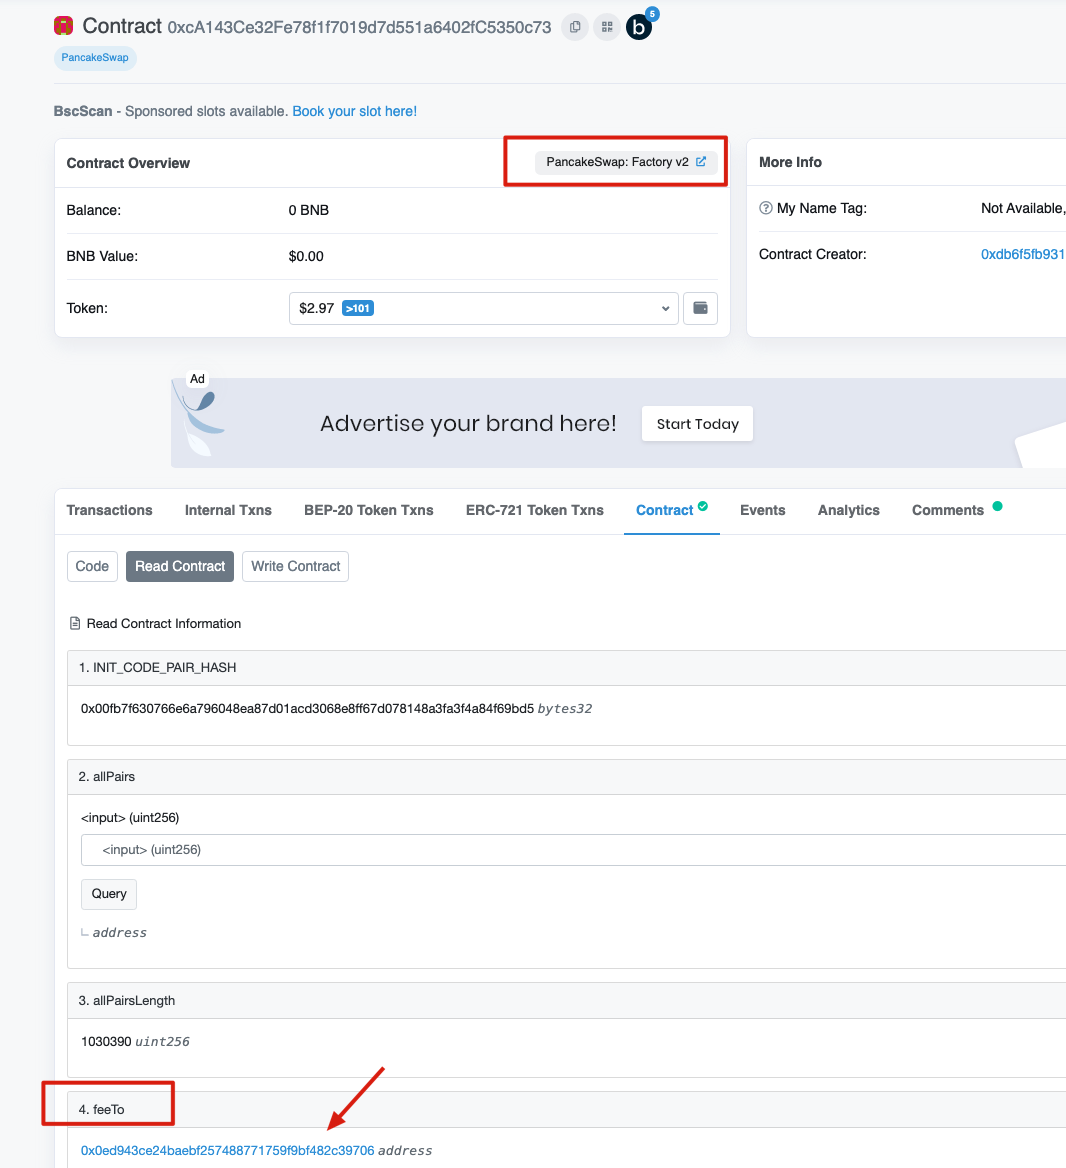 Contract 0xcA143Ce32Fe78f1f7019d7d551a6402fC5350c73 b 5
PancakeSwap
BscScan - Sponsored slots available. Book your slot here!
Contract Overview
PancakeSwap: Factory v2
More Info
Balance:
0 BNB
My Name Tag:
Not Available,
BNB Value:
$0.00
Contract Creator:
0xdb6f5fb931
Token:
$2.97 >101
Ad
Advertise your brand here!
Start Today
Transactions
Internal Txns
BEP-20 Token Txns
ERC-721 Token Txns
Contract
Events
Analytics
Comments
Code
Read Contract
Write Contract
Read Contract Information
1. INIT_CODE_PAIR_HASH
0x00fb7f630766e6a796048ea87d01acd3068e8ff67d078148a3fa3f4a84f69bd5 bytes32
2. allPairs
<input> (uint256)
<input> (uint256)
Query
address
3. allPairsLength
1030390 uint256
4. feeTo
0x0ed943ce24baebf257488771759f9bf482c39706 address